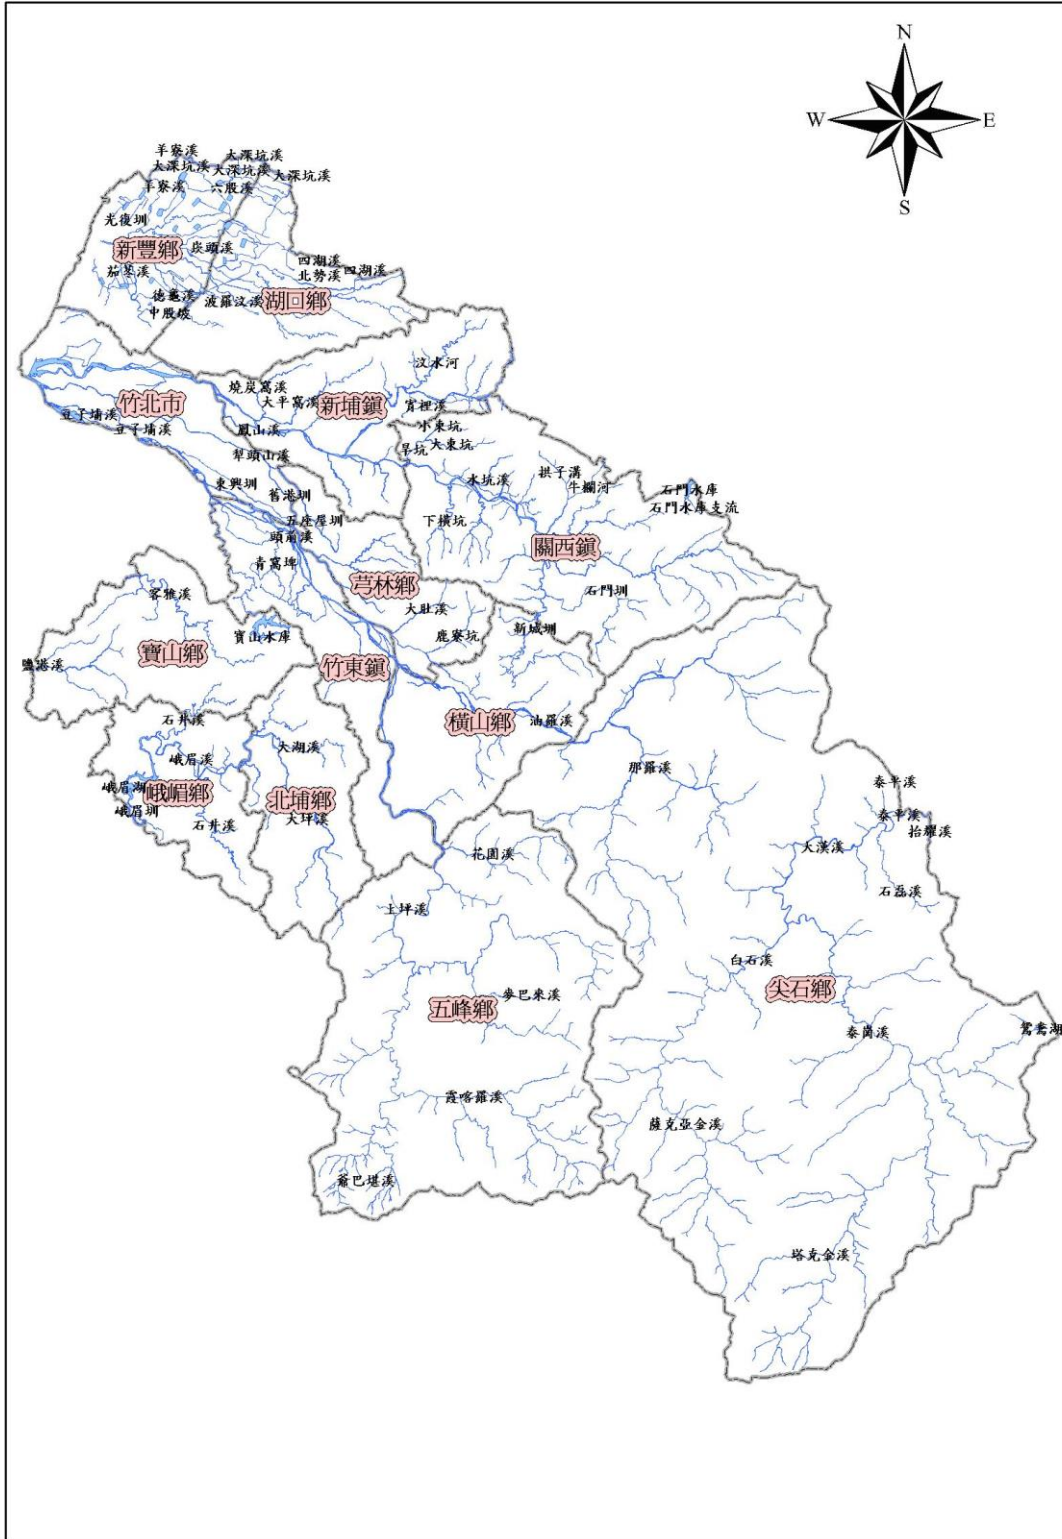 N
W
E
S
羊寮溪
大深坑溪
大深坑溪
大深坑溪
大深坑溪
羊寮溪
六股溪
光復圳
新豐鄉
崁頭溪
四湖溪
四湖溪
北勢溪
茄苳溪
德龜溪
波羅汶溪
湖口鄉
中股坡
汶水河
燒炭窩溪
太平窩溪
新埔鎮
霄裡溪
竹北市
豆子埔溪
豆子埔溪
鳳山溪
小東坑
大東坑
旱坑
犁頭山溪
水坑溪
拱子溝
牛欄河
石門水庫
石門水庫支流
東興圳
舊港圳
五座屋圳
頭前溪
下橫坑
關西鎮
青窩埤
芎林鄉
石門圳
客雅溪
大肚溪
新城圳
寶山水庫
鹿寮坑
寶山鄉
鹽港溪
竹東鎮
石井溪
橫山鄉
油羅溪
大湖溪
峨眉溪
那羅溪
峨眉湖
峨嵋鄉
北埔鄉
泰平溪
峨眉圳
石井溪
大坪溪
泰平溪
抬耀溪
大漢溪
花園溪
石磊溪
上坪溪
白石溪
尖石鄉
五峰鄉
麥巴來溪
泰崗溪
鴛鴦湖
霞喀羅溪
薩克亞金溪
爺巴堪溪
塔克金溪